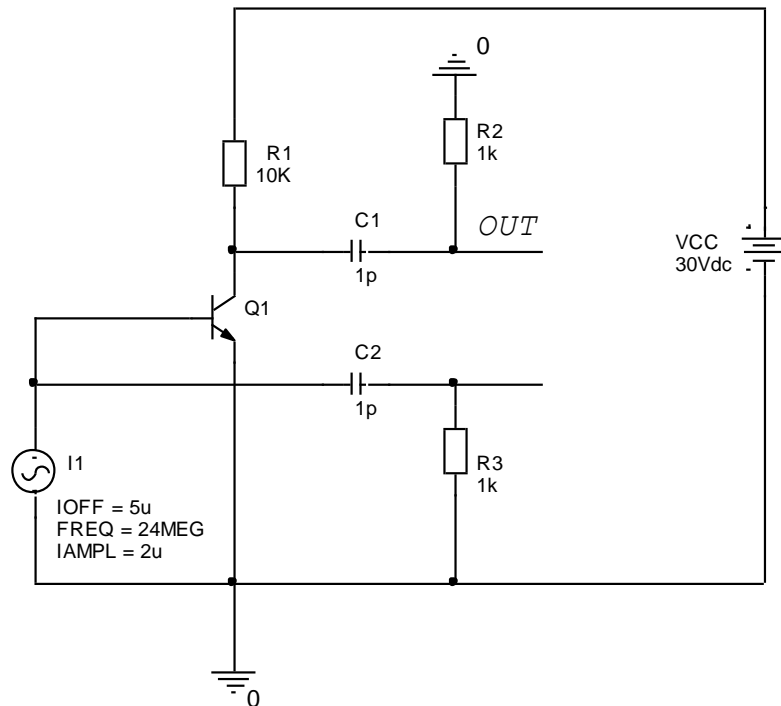 0
R1
10K
R2
1k
C1
1p
OUT
VCC
30Vdc
Q1
C2
1p
I1
IOFF = 5u
FREQ = 24MEG
IAMPL = 2u
R3
1k
0